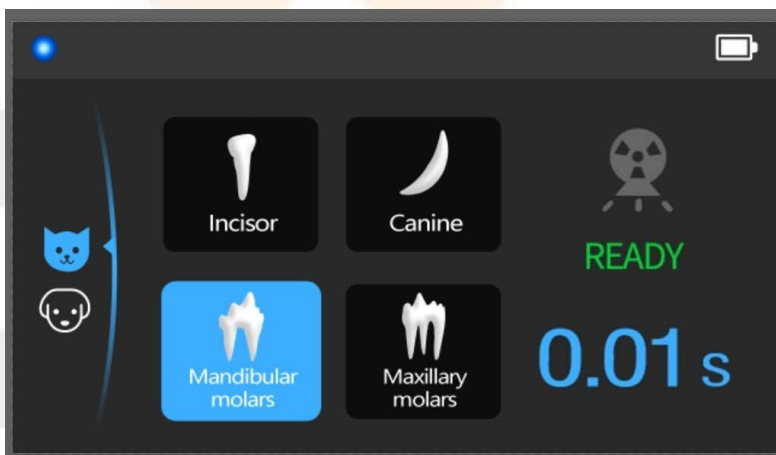 Incisor
Canine
READY
Mandibular
molars
Maxillary
molars
0.01 s